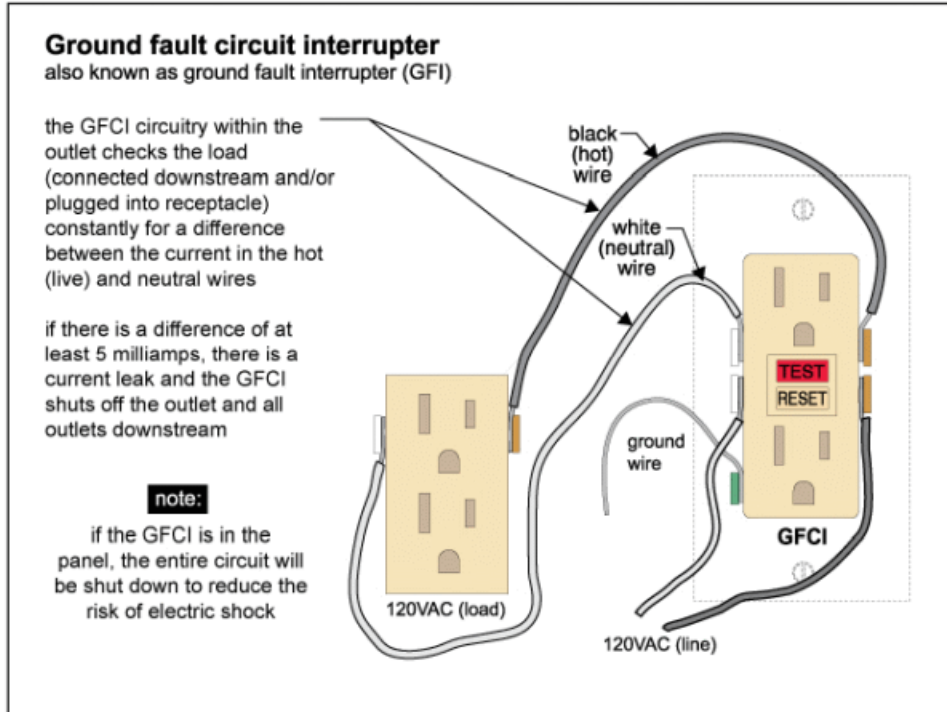 Ground fault circuit interrupter
also known as ground fault interrupter (GFI)
the GFCI circuitry within the
outlet checks the load
(connected downstream and/or
plugged into receptacle)
constantly for a difference
between the current in the hot
(live) and neutral wires
if there is a difference of at
least 5 milliamps, there is a
current leak and the GFCI
shuts off the outlet and all
outlets downstream
note:
if the GFCI is in the
panel, the entire circuit will
be shut down to reduce the
risk of electric shock
black
(hot)
wire
white
(neutral)
wire
TEST
RESET
ground
wire
GFCI
120VAC (load)
120VAC (line)